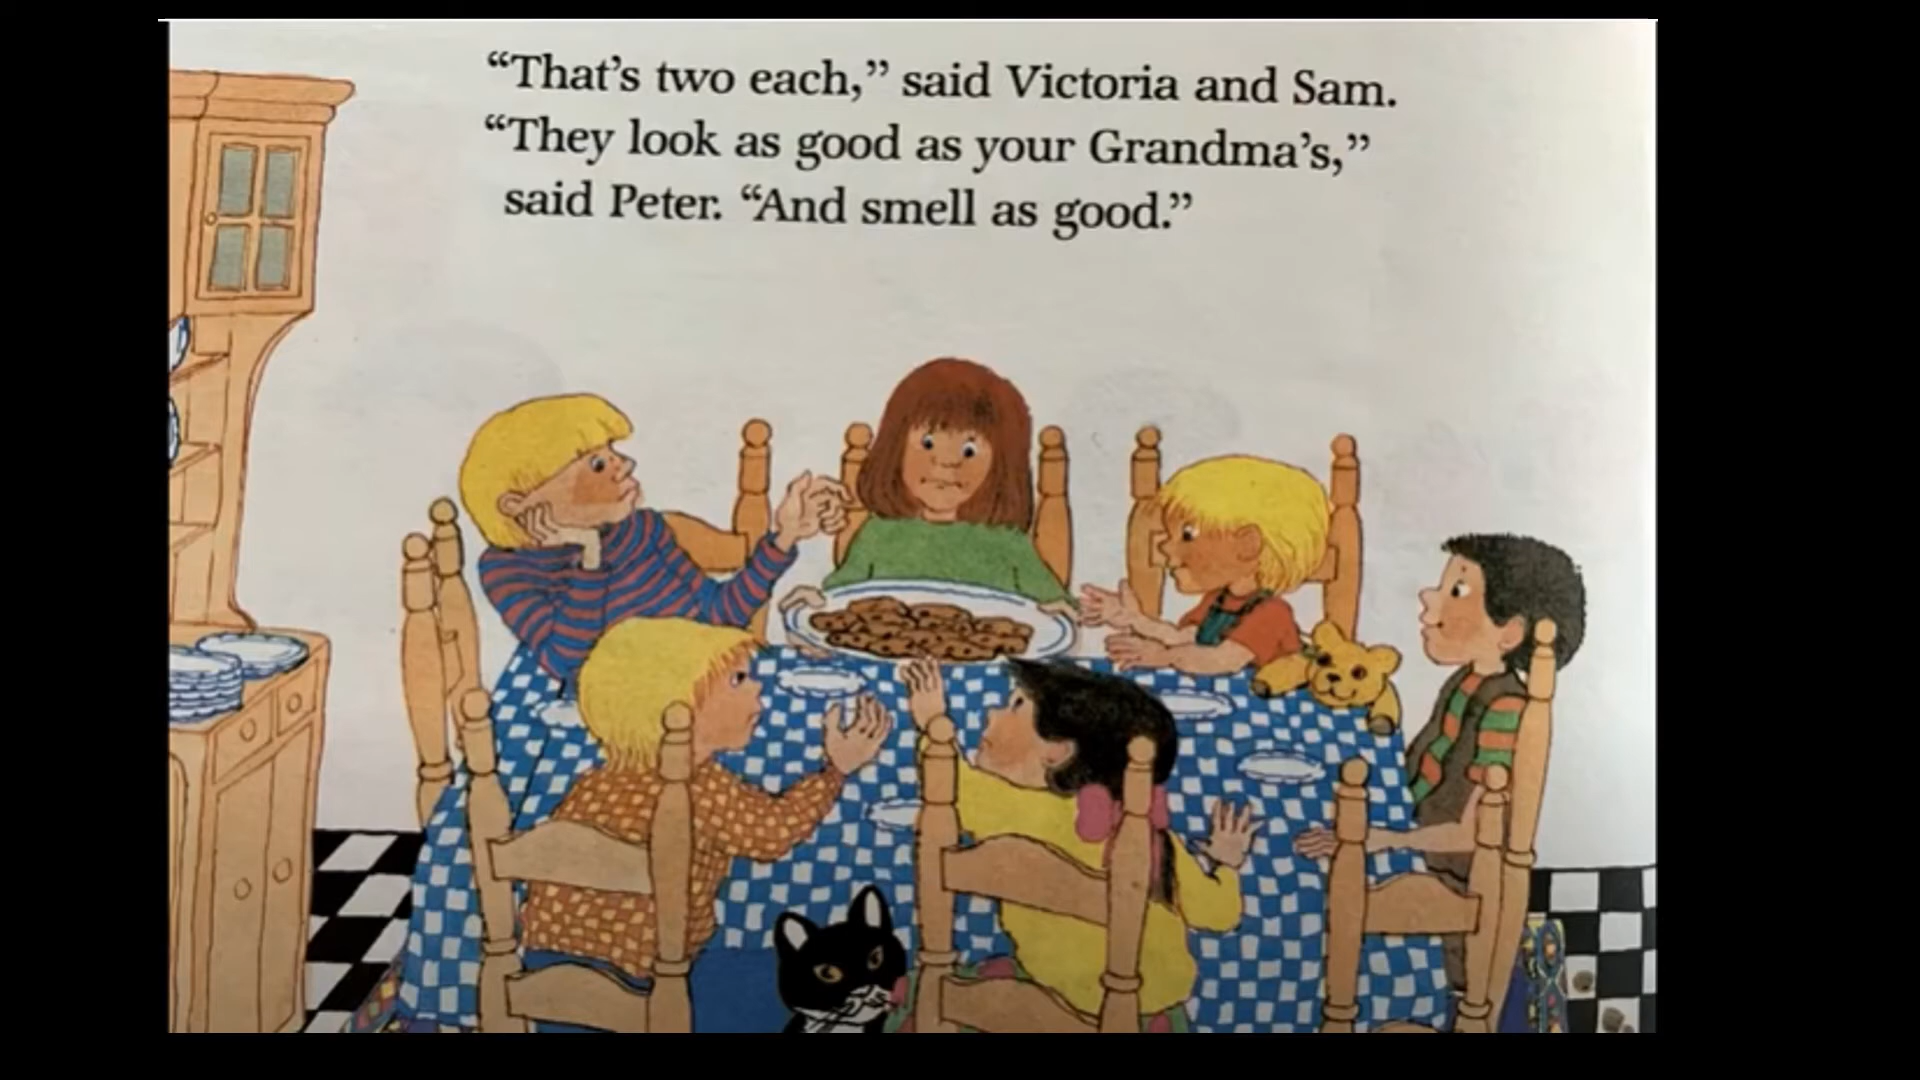 “That’s two each,” said Victoria and Sam.
“They look as good as your Grandma’s,”
said Peter. “And smell as good.”